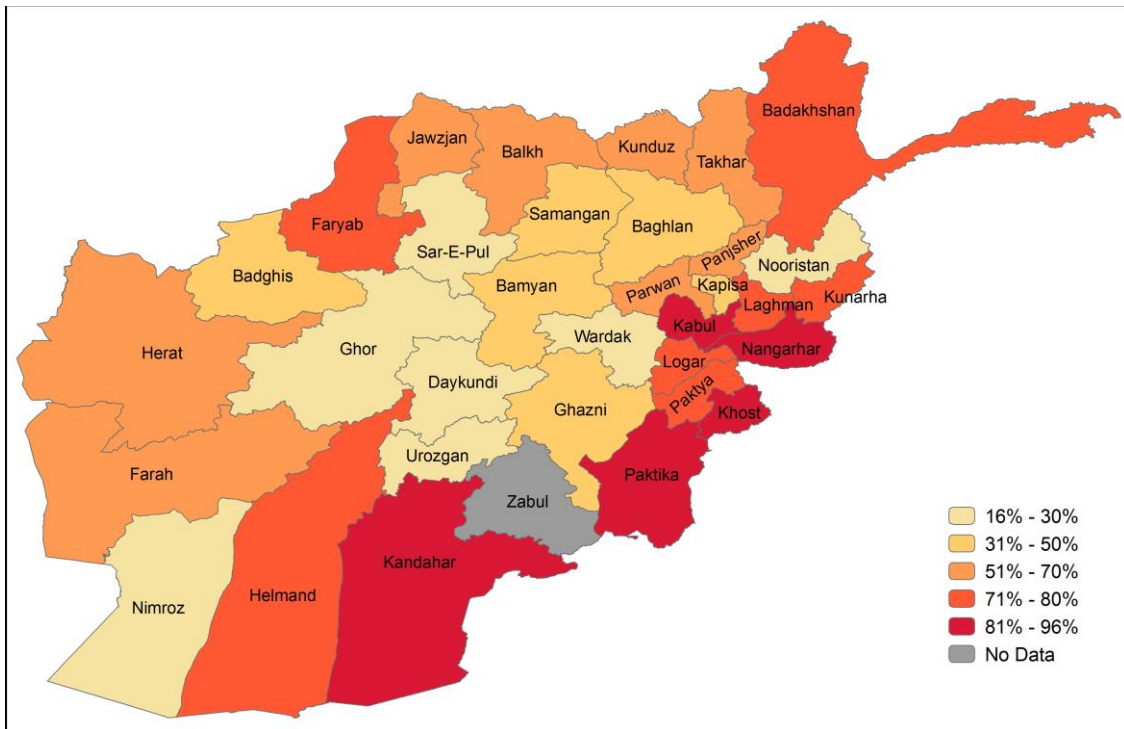 Badakhshan
Jawzjan
Balkh
Kunduz
Takhar
Faryab
Samangan
Baghlan
Sar-E-Pul
Panjsher
Nooristan
Badghis
Bamyan
Parwan
Kapisa
Laghman
Kunarha
Kabul
Wardak
Nangarhar
Herat
Ghor
Logar
Daykundi
Paktya
Ghazni
Khost
Urozgan
Farah
Paktika
Zabul
Kandahar
Helmand
Nimroz
16% - 30%
31% - 50%
51% - 70%
71% - 80%
81% - 96%
No Data